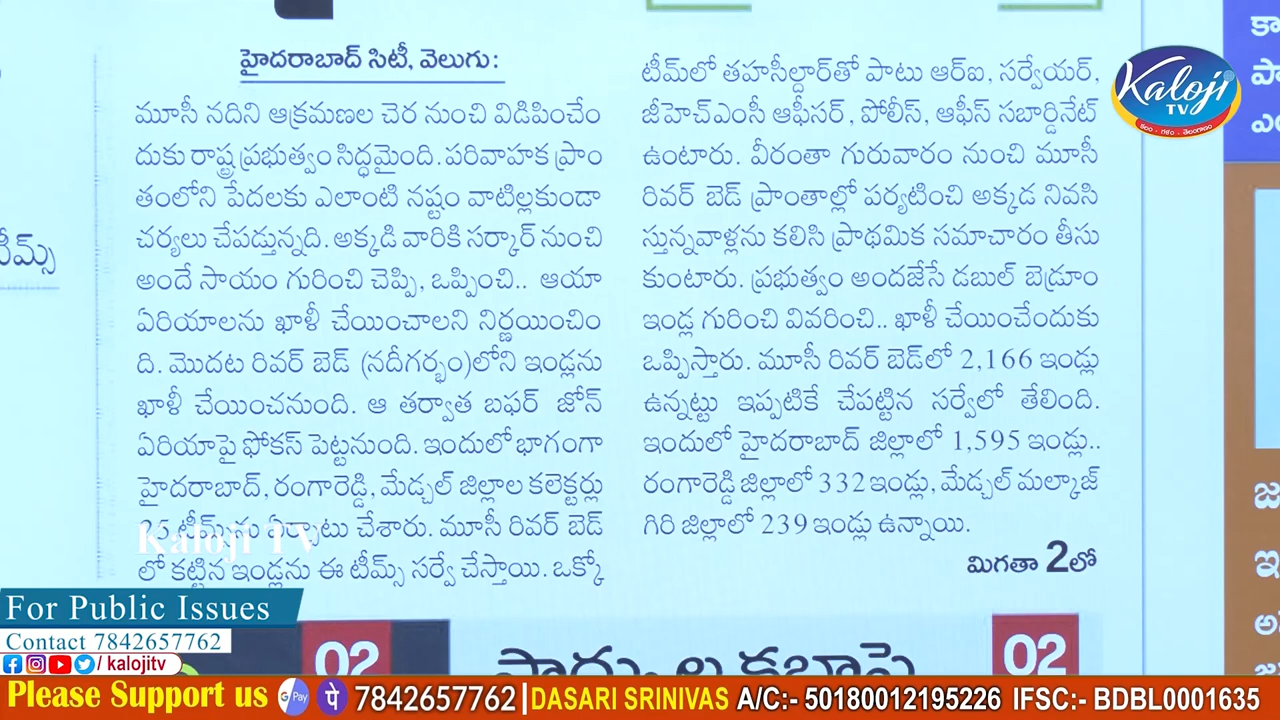 హైదరాబాద్ సిటీ, వెలుగు:
మూసీ నదిని ఆక్రమణల చెర నుంచి విడిపించేం
దుకు రాష్ట్ర ప్రభుత్వం సిద్ధమైంది. పరివాహక ప్రాం
తంలోని పేదలకు ఎలాంటి నష్టం వాటిల్లకుండా
చర్యలు చేపడ్తున్నది. అక్కడి వారికి సర్కార్ నుంచి
అందే సాయం గురించి చెప్పి, ఒప్పించి.. ఆయా
ఏరియాలను ఖాళీ చేయించాలని నిర్ణయించిం
ది. మొదట రివర్ బెడ్ (నదీగర్భం)లోని ఇండ్లను
ఖాళీ చేయించనుంది. ఆ తర్వాత బఫర్ జోన్
ఏరియాపై ఫోకస్ పెట్టనుంది. ఇందులో భాగంగా
హైదరాబాద్, రంగారెడ్డి, మేడ్చల్ జిల్లాల కలెక్టర్లు
25 టీమ్స్​ను ఏర్పాటు చేశారు. మూసీ రివర్ బెడ్
లో కట్టిన ఇండ్లను ఈ టీమ్స్ సర్వే చేస్తాయి. ఒక్కో
టీమ్​లో తహసీల్దార్​తో పాటు ఆర్ఐ, సర్వేయర్,
జీహెచ్ఎంసీ ఆఫీసర్, పోలీస్, ఆఫీస్ సబార్డినేట్
ఉంటారు. వీరంతా గురువారం నుంచి మూసీ
రివర్ బెడ్ ప్రాంతాల్లో పర్యటించి అక్కడ నివసి
స్తున్నవాళ్లను కలిసి ప్రాథమిక సమాచారం తీసు
కుంటారు. ప్రభుత్వం అందజేసే డబుల్ బెడ్రూం
ఇండ్ల గురించి వివరించి.. ఖాళీ చేయించేందుకు
ఒప్పిస్తారు. మూసీ రివర్ బెడ్​లో 2,166 ఇండ్లు
ఉన్నట్టు ఇప్పటికే చేపట్టిన సర్వేలో తేలింది.
ఇందులో హైదరాబాద్ జిల్లాలో 1,595 ఇండ్లు..
రంగారెడ్డి జిల్లాలో 332 ఇండ్లు, మేడ్చల్ మల్కాజ్
గిరి జిల్లాలో 239 ఇండ్లు ఉన్నాయి.
మిగతా 2లో
టీమ్స్
Kaloji
TV
కలం - గళం - తెలంగాణం
Kaloji TV
02
02
For Public Issues
Contact 7842657762
/kalojitv
Please Support us G Pay 7842657762 | DASARI SRINIVAS A/C:- 50180012195226 IFSC:- BDBL0001635